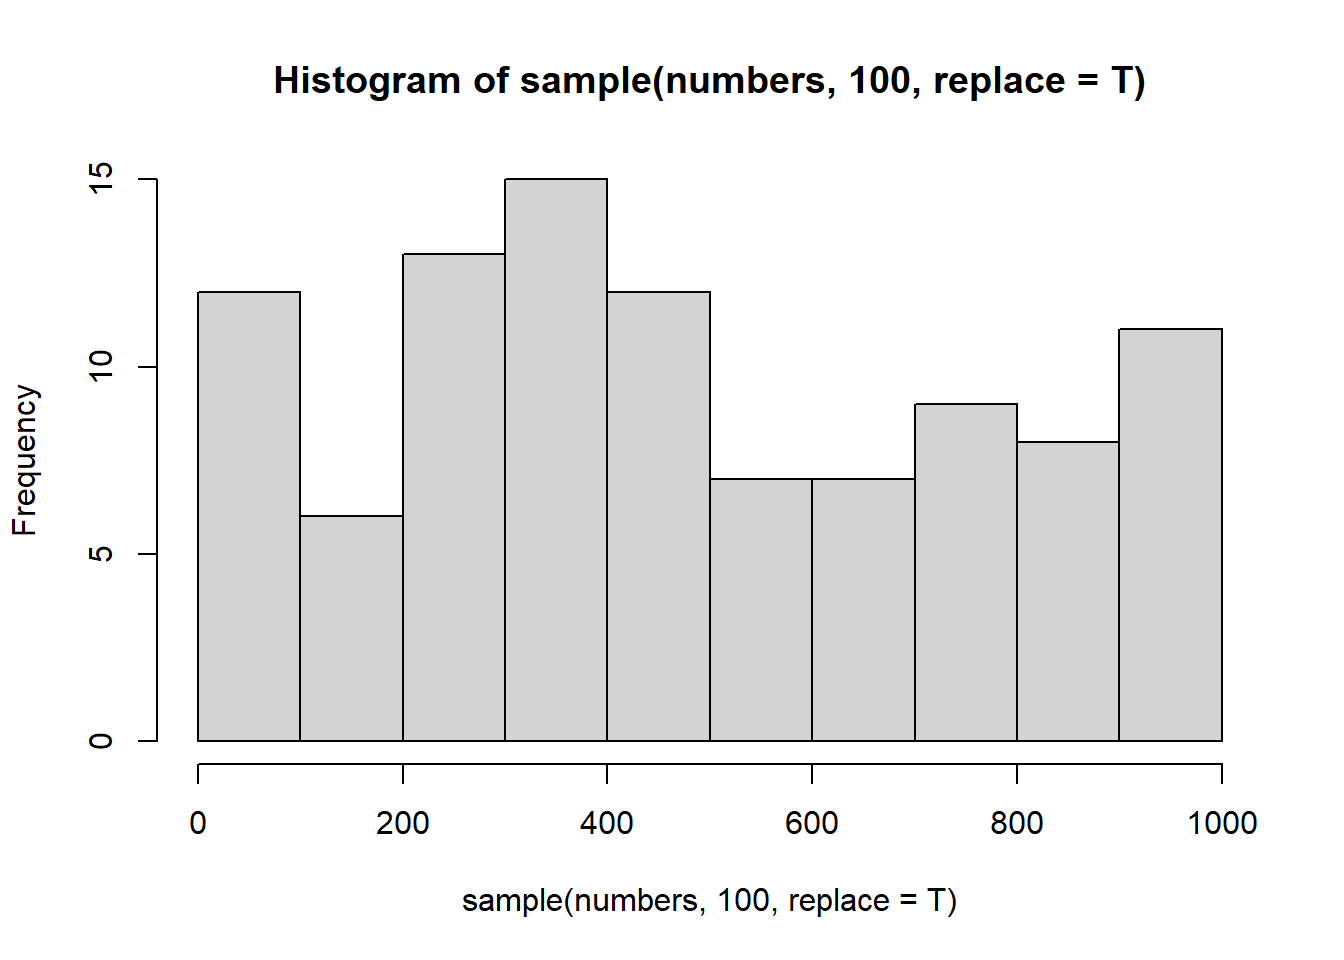 Histogram of sample(numbers, 100, replace = T)
Frequency
15
10
5
0
0 200 400 600 800 1000
sample(numbers, 100, replace = T)